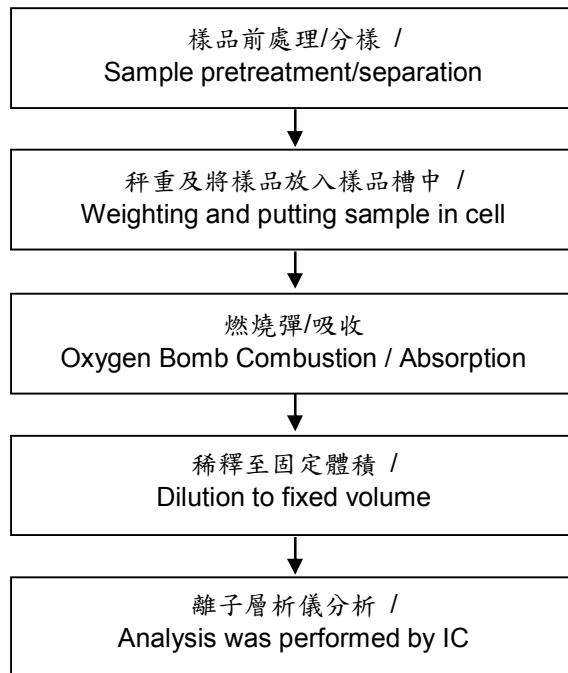 樣品前處理/分樣 /
Sample pretreatment/separation
秤重及將樣品放入樣品槽中 /
Weighting and putting sample in cell
燃燒彈/吸收
Oxygen Bomb Combustion / Absorption
稀釋至固定體積 /
Dilution to fixed volume
離子層析儀分析 /
Analysis was performed by IC